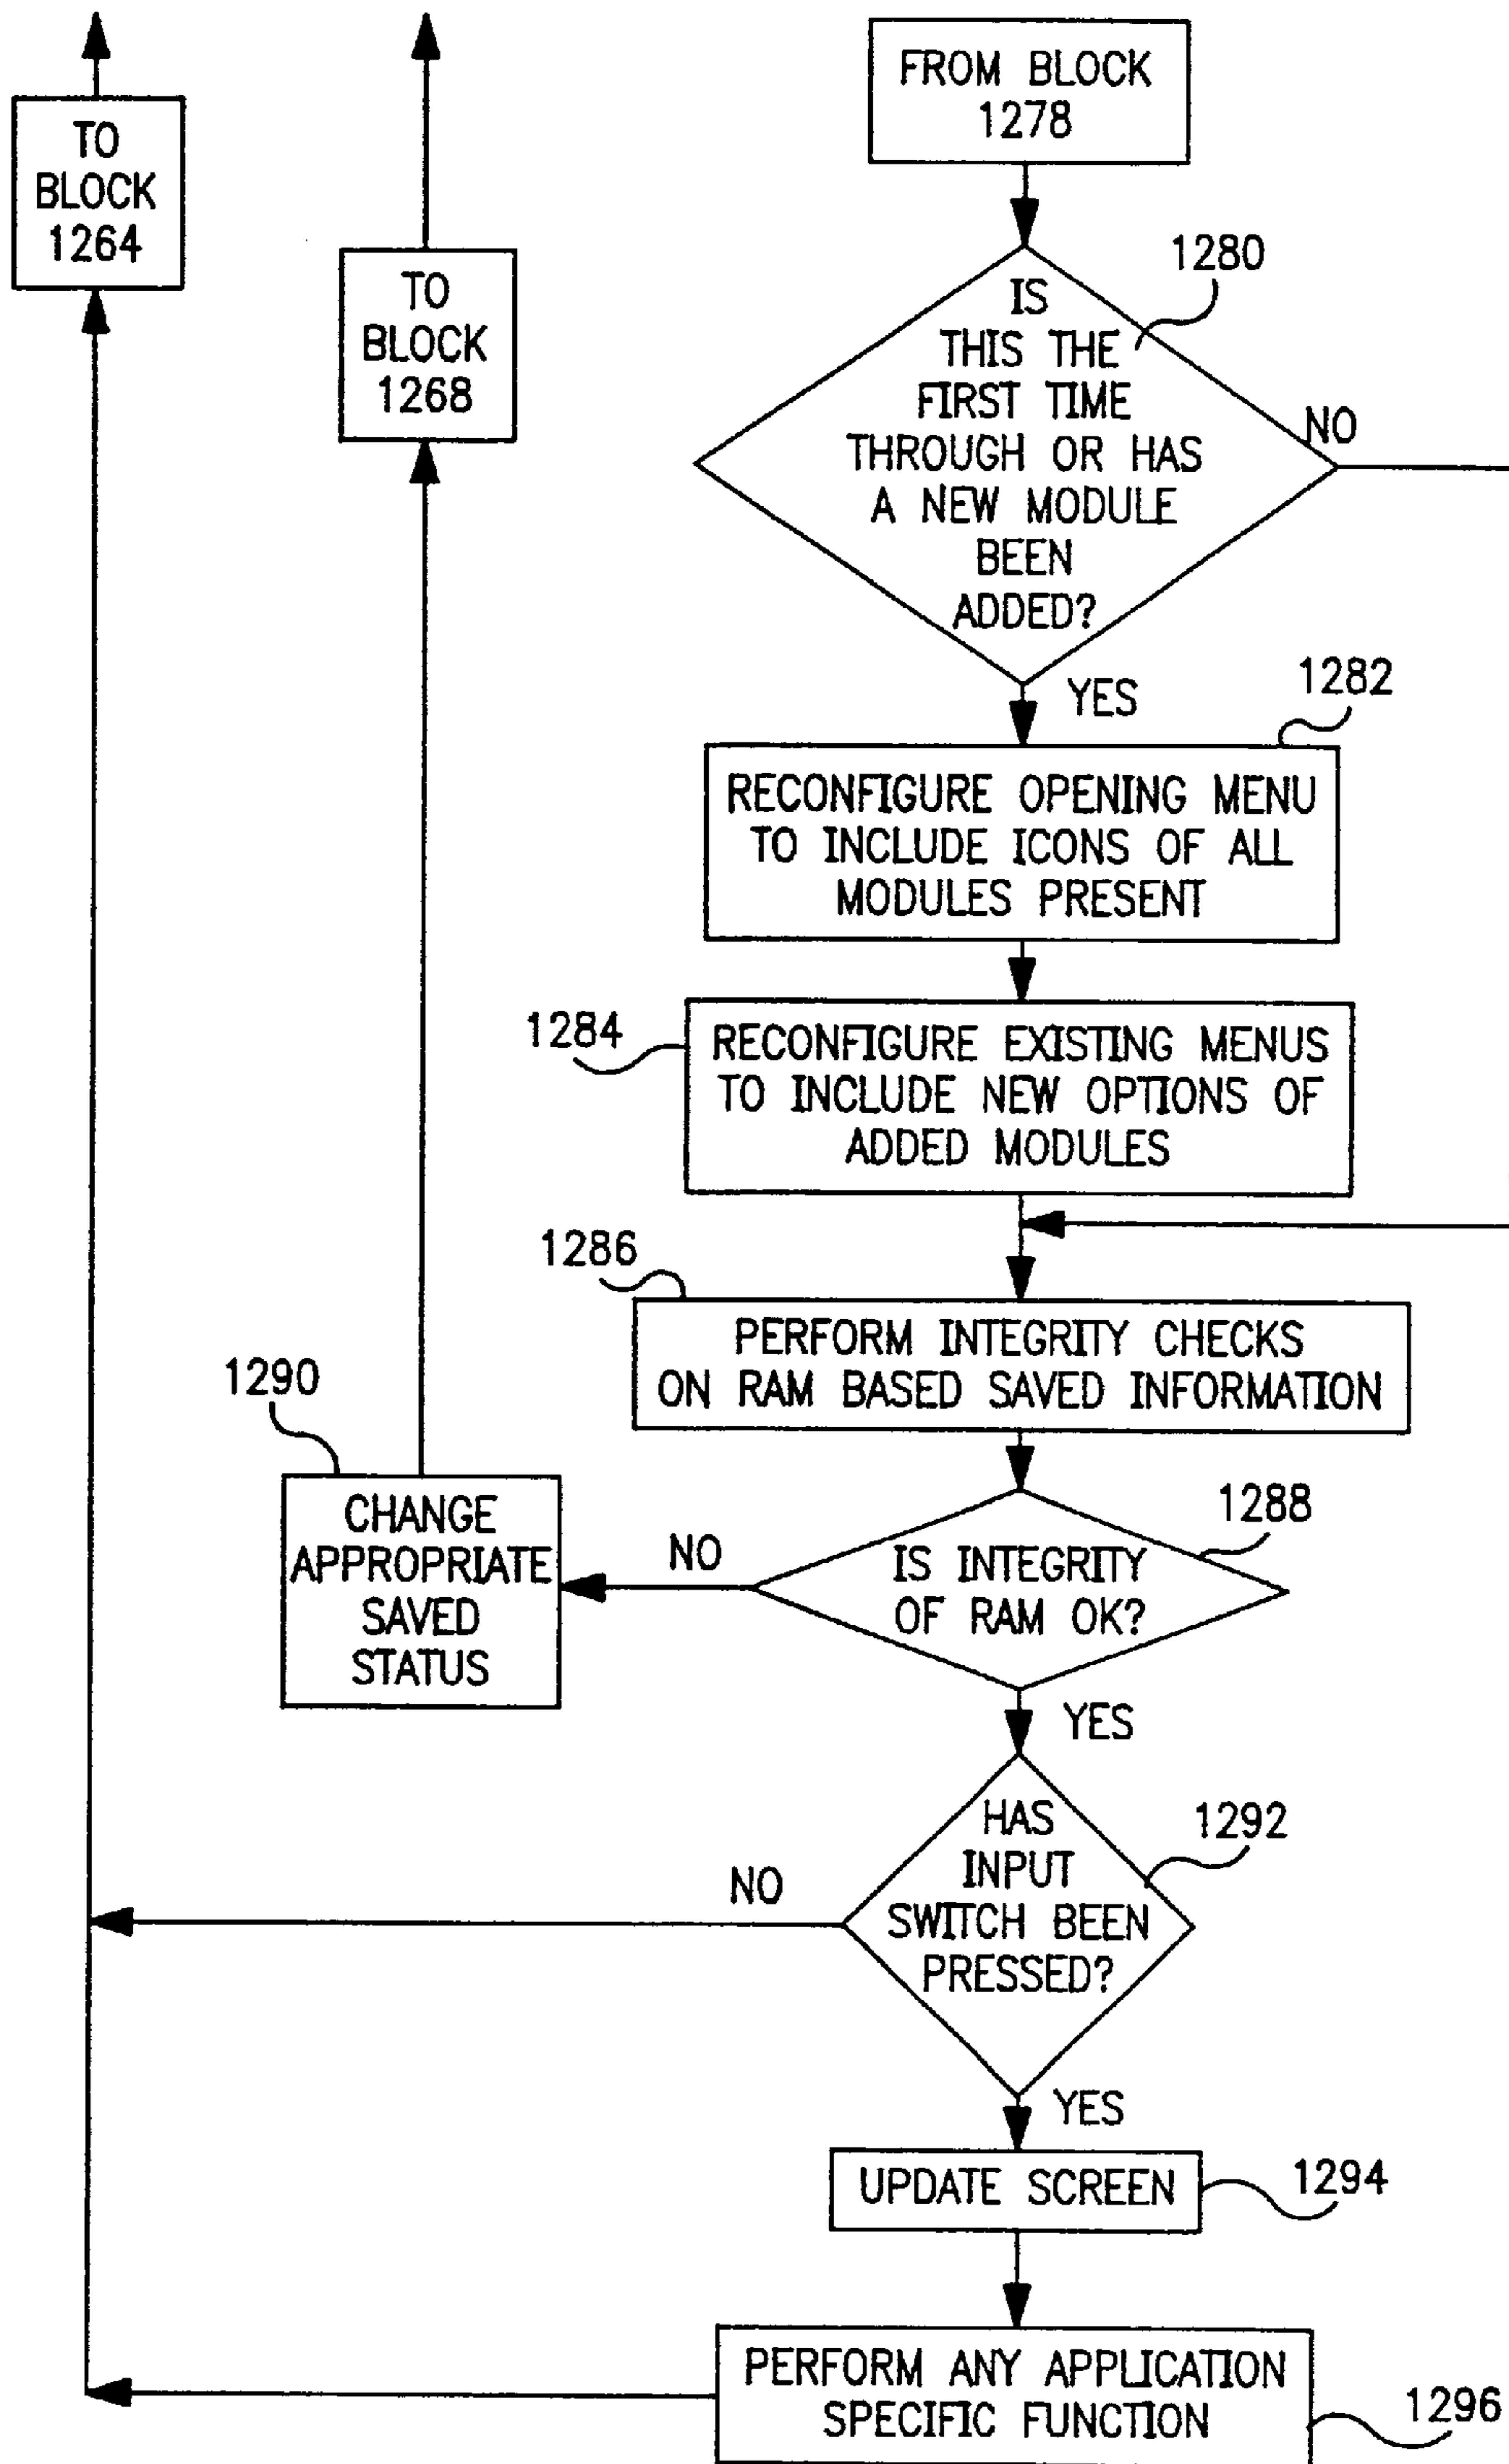 FROM BLOCK
1278
TO
BLOCK
1264
TO
BLOCK
1268
1280
IS
THIS THE
FIRST TIME
THROUGH OR HAS
A NEW MODULE
BEEN
ADDED?
NO
YES
1282
RECONFIGURE OPENING MENU
TO INCLUDE ICONS OF ALL
MODULES PRESENT
1284
RECONFIGURE EXISTING MENUS
TO INCLUDE NEW OPTIONS OF
ADDED MODULES
1286
PERFORM INTEGRITY CHECKS
ON RAM BASED SAVED INFORMATION
1290
CHANGE
APPROPRIATE
SAVED
STATUS
NO
1288
IS INTEGRITY
OF RAM OK?
YES
1292
HAS
INPUT
SWITCH BEEN
PRESSED?
NO
YES
UPDATE SCREEN
1294
PERFORM ANY APPLICATION
SPECIFIC FUNCTION
1296